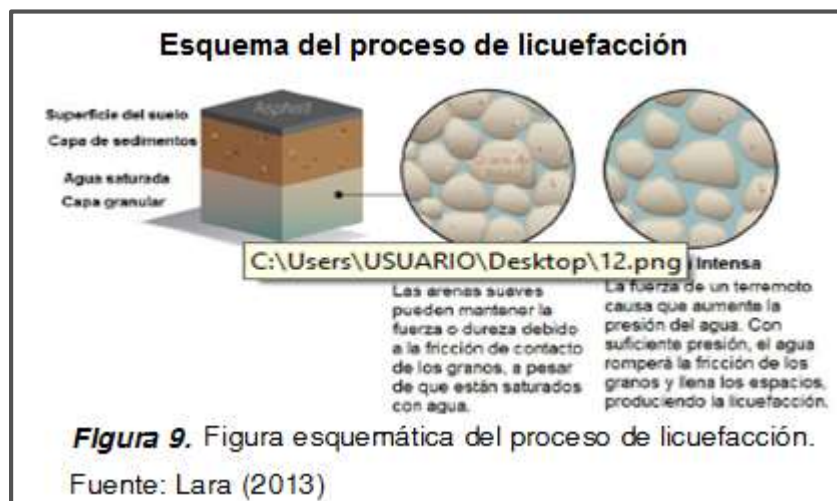 Esquema del proceso de licuefacción
Asphalt
Superficie del suelo
Capa de sedimentos
Agua saturada
Capa granular
C:\Users\USUARIO\Desktop\12.png
Intensa
Las arenas suaves
pueden mantener la
fuerza o dureza debido
a la fricción de contacto
de los granos, a pesar
de que están saturados
con agua.
La fuerza de un terremoto
causa que aumente la
presión del agua. Con
suficiente presión, el agua
romperá la fricción de los
granos y llena los espacios,
produciendo la licuefacción.
Figura 9. Figura esquemática del proceso de licuefacción.
Fuente: Lara (2013)